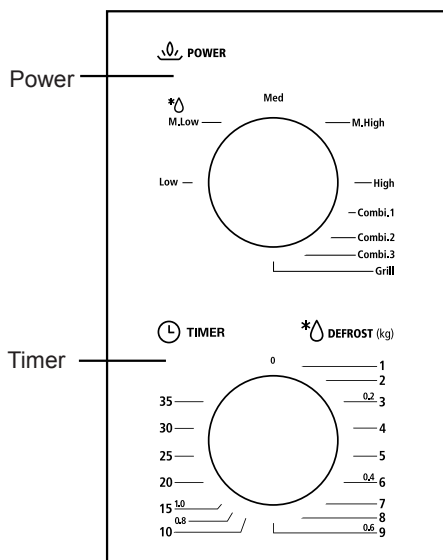 POWER
Power
Med
M.Low
M.High
Low
High
Combi.1
Combi.2
Combi.3
Grill
TIMER
DEFROST (kg)
Timer
0
1
2
35
0.2 3
30
4
25
5
20
0.4 6
15 1.0
7
0.8
8
10
0.6 9